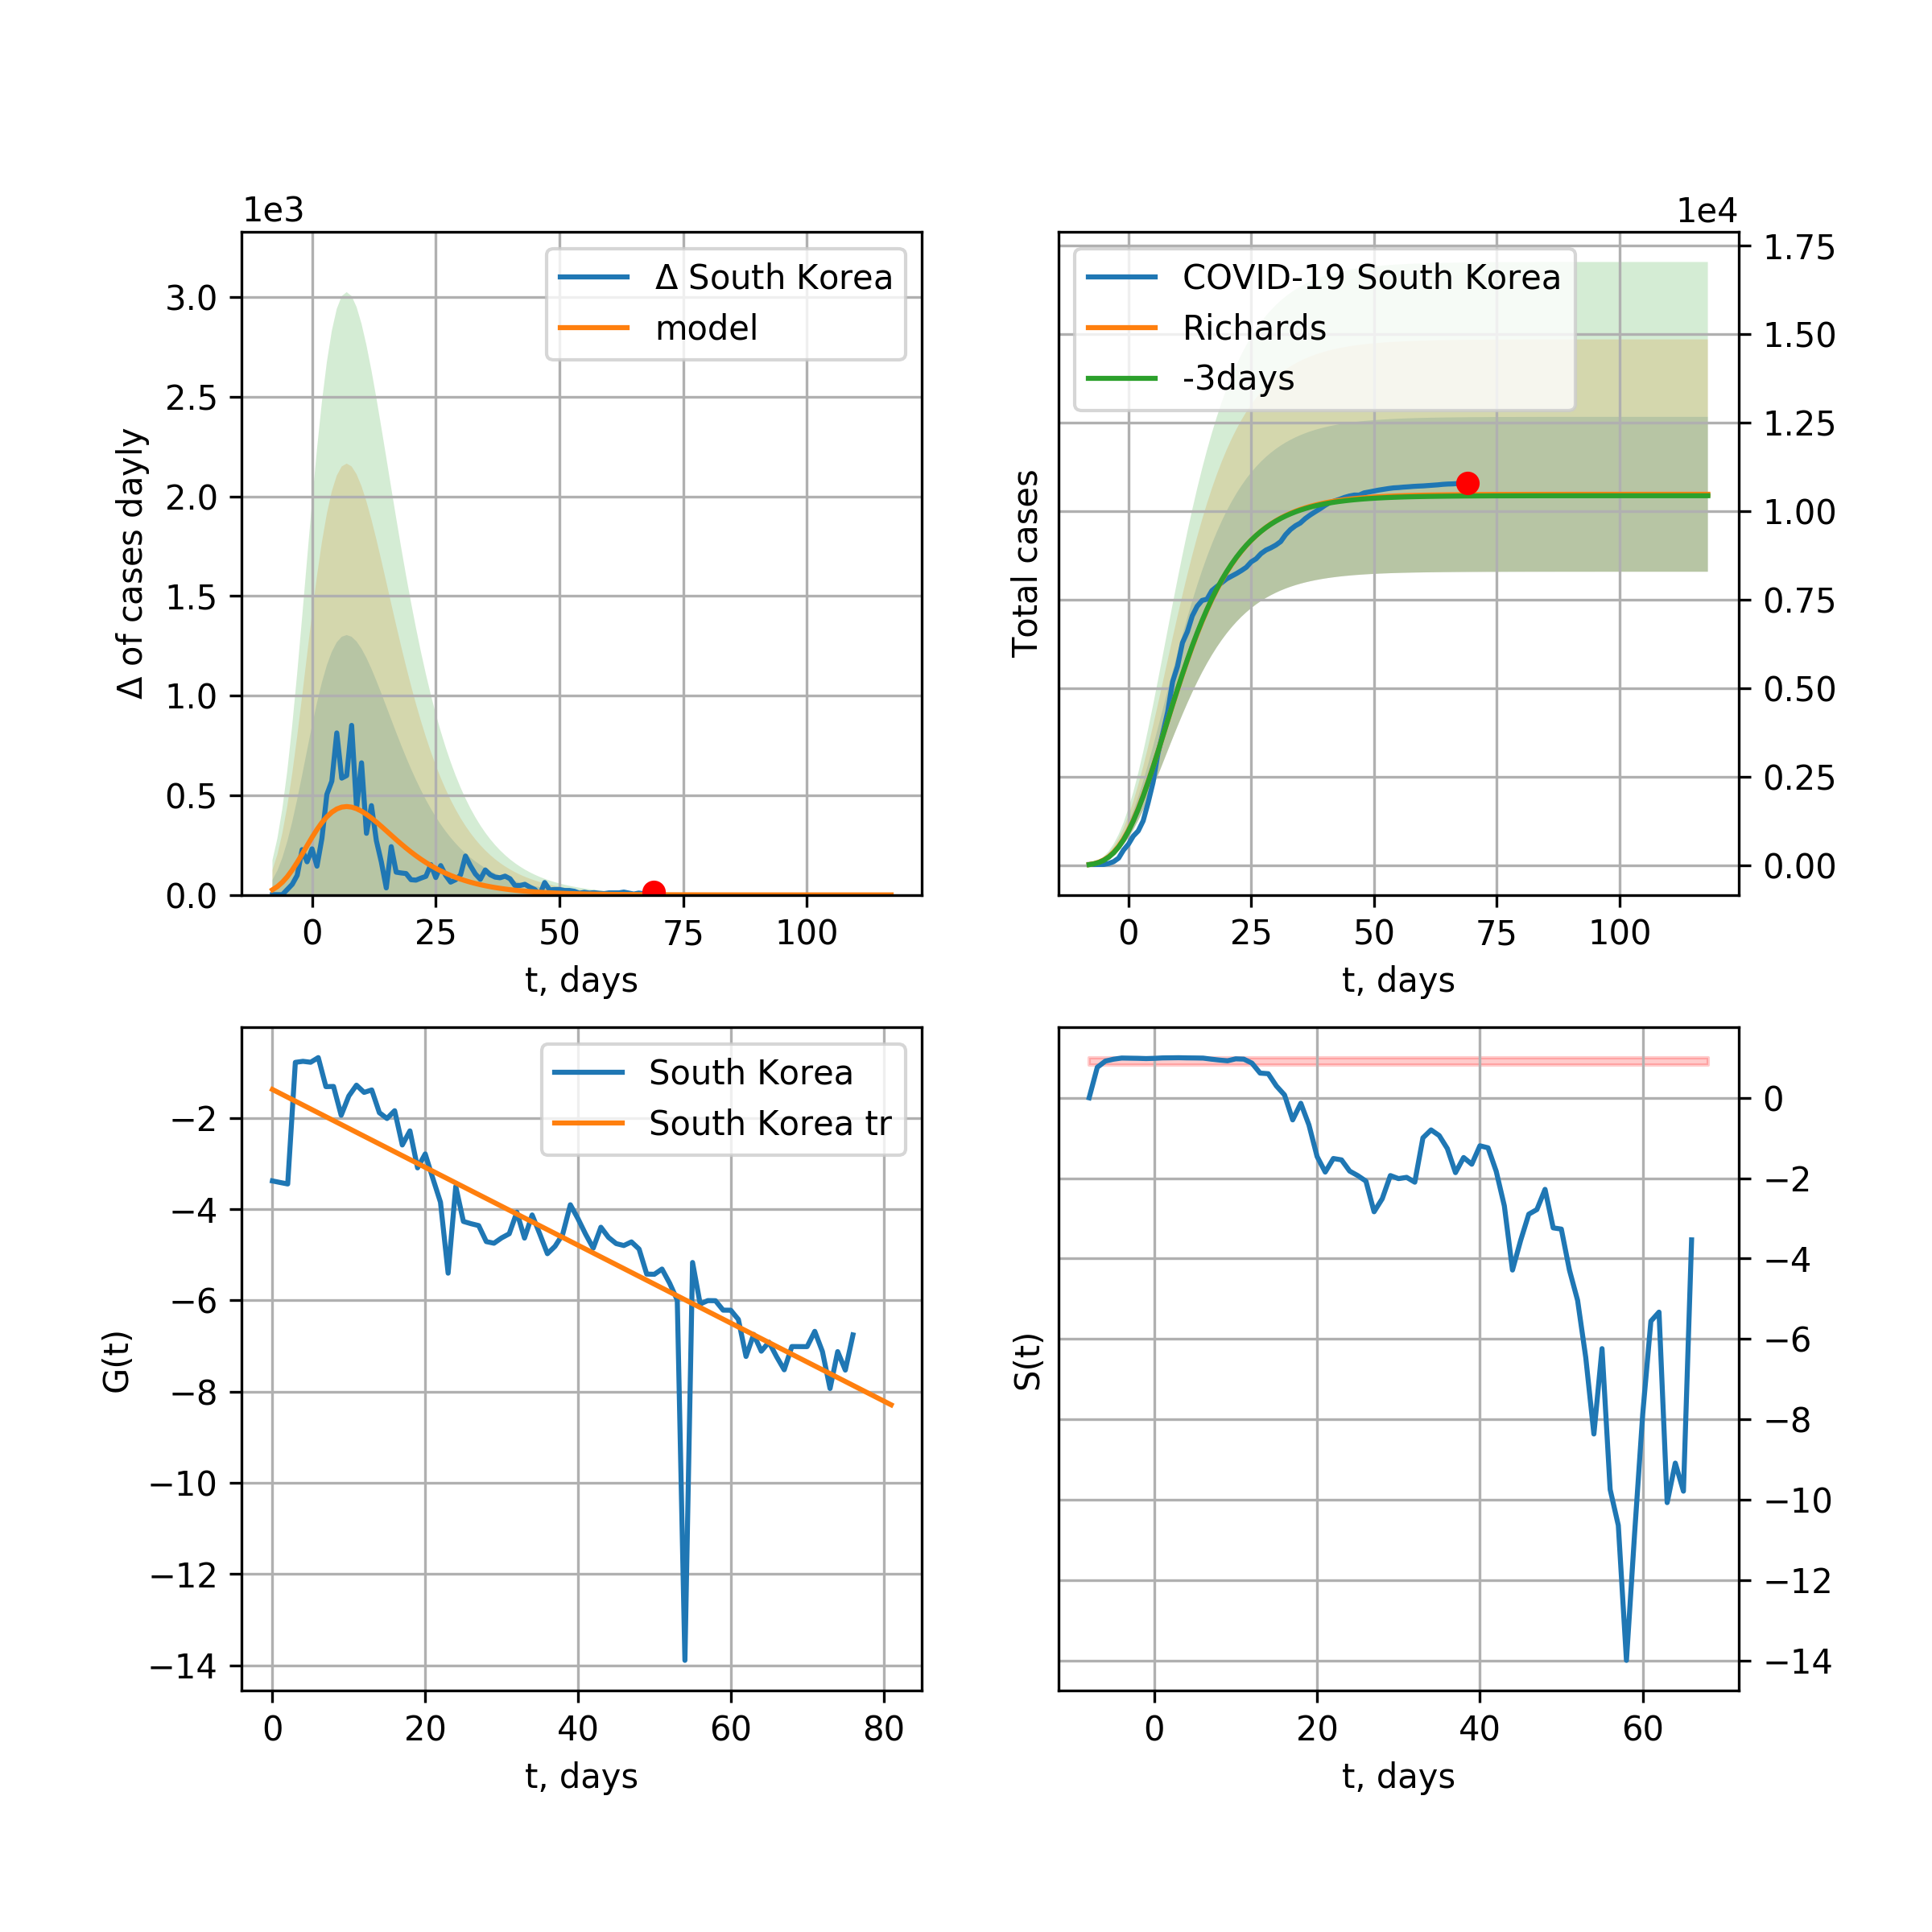 1e3
Δ of cases dayly
3.0
2.5
2.0
1.5
1.0
0.5
0.0
Δ South Korea
model
0 25 50 75 100
t, days
1e4
Total cases
COVID-19 South Korea
Richards
-3days
1.75
1.50
1.25
1.00
0.75
0.50
0.25
0.00
0 25 50 75 100
t, days
G(t)
−2
−4
−6
−8
−10
−12
−14
South Korea
South Korea tr
0 20 40 60 80
t, days
S(t)
0
−2
−4
−6
−8
−10
−12
−14
0 20 40 60
t, days